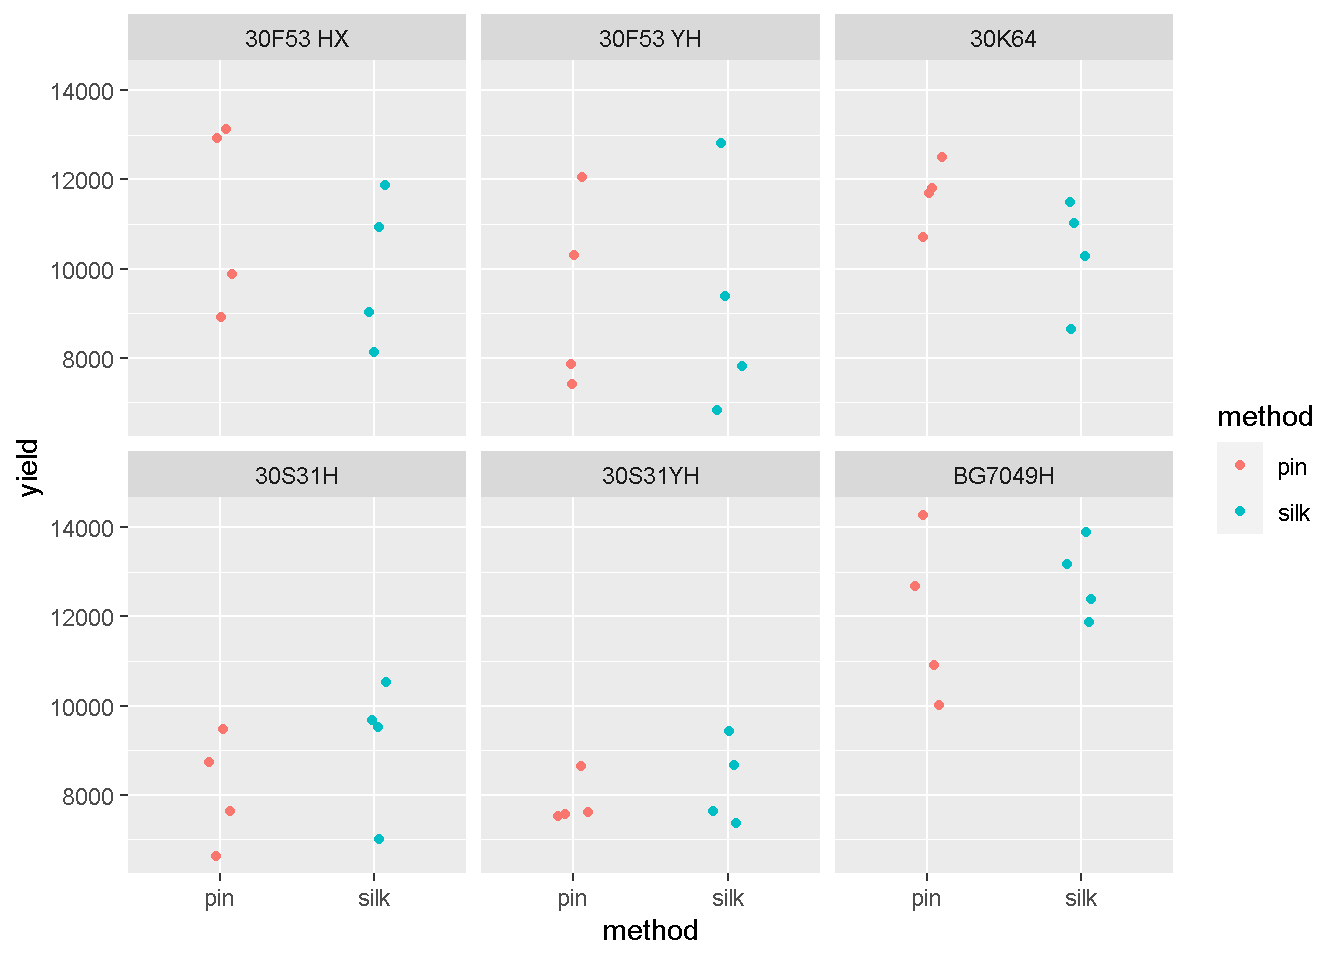 30F53 HX 30F53 YH 30K64
14000
12000
10000
8000
yield
30S31H 30S31YH BG7049H
14000
12000
10000
8000
pin silk pin silk pin silk
method
method
pin
silk